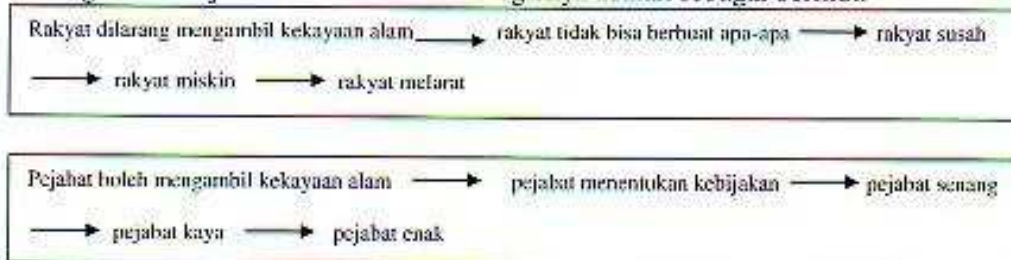 Rakyat dilarang mengambil kekayaan alam → rakyat tidak bisa berbuat apa-apa → rakyat susah
→ rakyat miskin → rakyat melarat
Pejabat boleh mengambil kekayaan alam → pejabat menentukan kebijakan → pejabat senang
→ pejabat kaya → pejabat enak